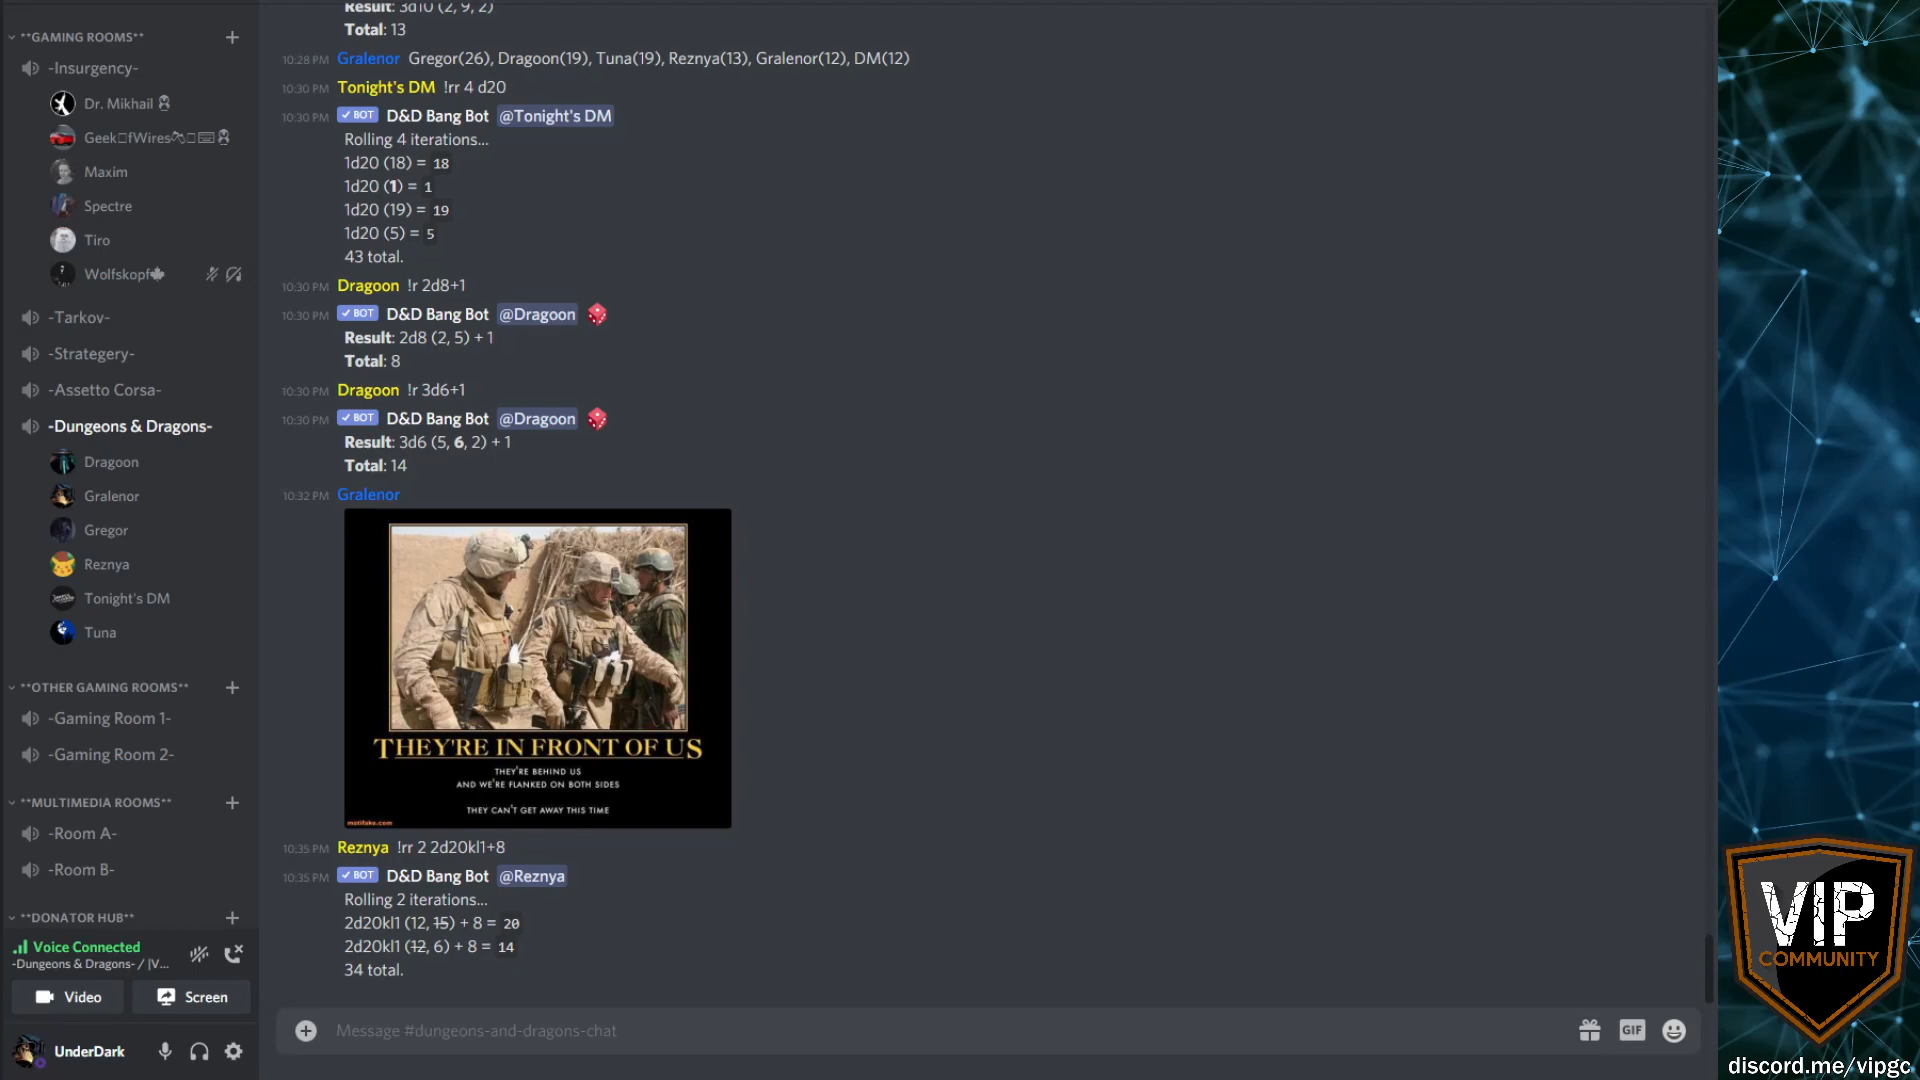 **GAMING ROOMS**
-Insurgency-
Dr. Mikhail
Maxim
Spectre
Tiro
Wolfskopf
-Tarkov-
-Strategery-
-Assetto Corsa-
-Dungeons & Dragons-
Dragoon
Gralenor
Gregor
Reznya
Tonight's DM
Tuna
**OTHER GAMING ROOMS**
-Gaming Room 1-
-Gaming Room 2-
**MULTIMEDIA ROOMS**
-Room A-
-Room B-
**DONATOR HUB**
Voice Connected
-Dungeons & Dragons- / |V...
Video Screen
UnderDark
Result: 3d10 (2, 9, 2)
Total: 13
10:28 PM Gralenor Gregor(26), Dragoon(19), Tuna(19), Reznya(13), Gralenor(12), DM(12)
10:30 PM Tonight's DM !rr 4 d20
10:30 PM BOT D&D Bang Bot @Tonight's DM
Rolling 4 iterations...
1d20 (18) = 18
1d20 (1) = 1
1d20 (19) = 19
1d20 (5) = 5
43 total.
10:30 PM Dragoon !r 2d8+1
10:30 PM BOT D&D Bang Bot @Dragoon
Result: 2d8 (2, 5) + 1
Total: 8
10:30 PM Dragoon !r 3d6+1
10:30 PM BOT D&D Bang Bot @Dragoon
Result: 3d6 (5, 6, 2) + 1
Total: 14
10:32 PM Gralenor
THEY'RE IN FRONT OF US
THEY'RE BEHIND US
AND WE'RE FLANKED ON BOTH SIDES
THEY CAN'T GET AWAY THIS TIME
motifake.com
10:35 PM Reznya !rr 2 2d20kl1+8
10:35 PM BOT D&D Bang Bot @Reznya
Rolling 2 iterations...
2d20kl1 (12, 15) + 8 = 20
2d20kl1 (12, 6) + 8 = 14
34 total.
Message #dungeons-and-dragons-chat
GIF
VIP
COMMUNITY
discord.me/vipgc